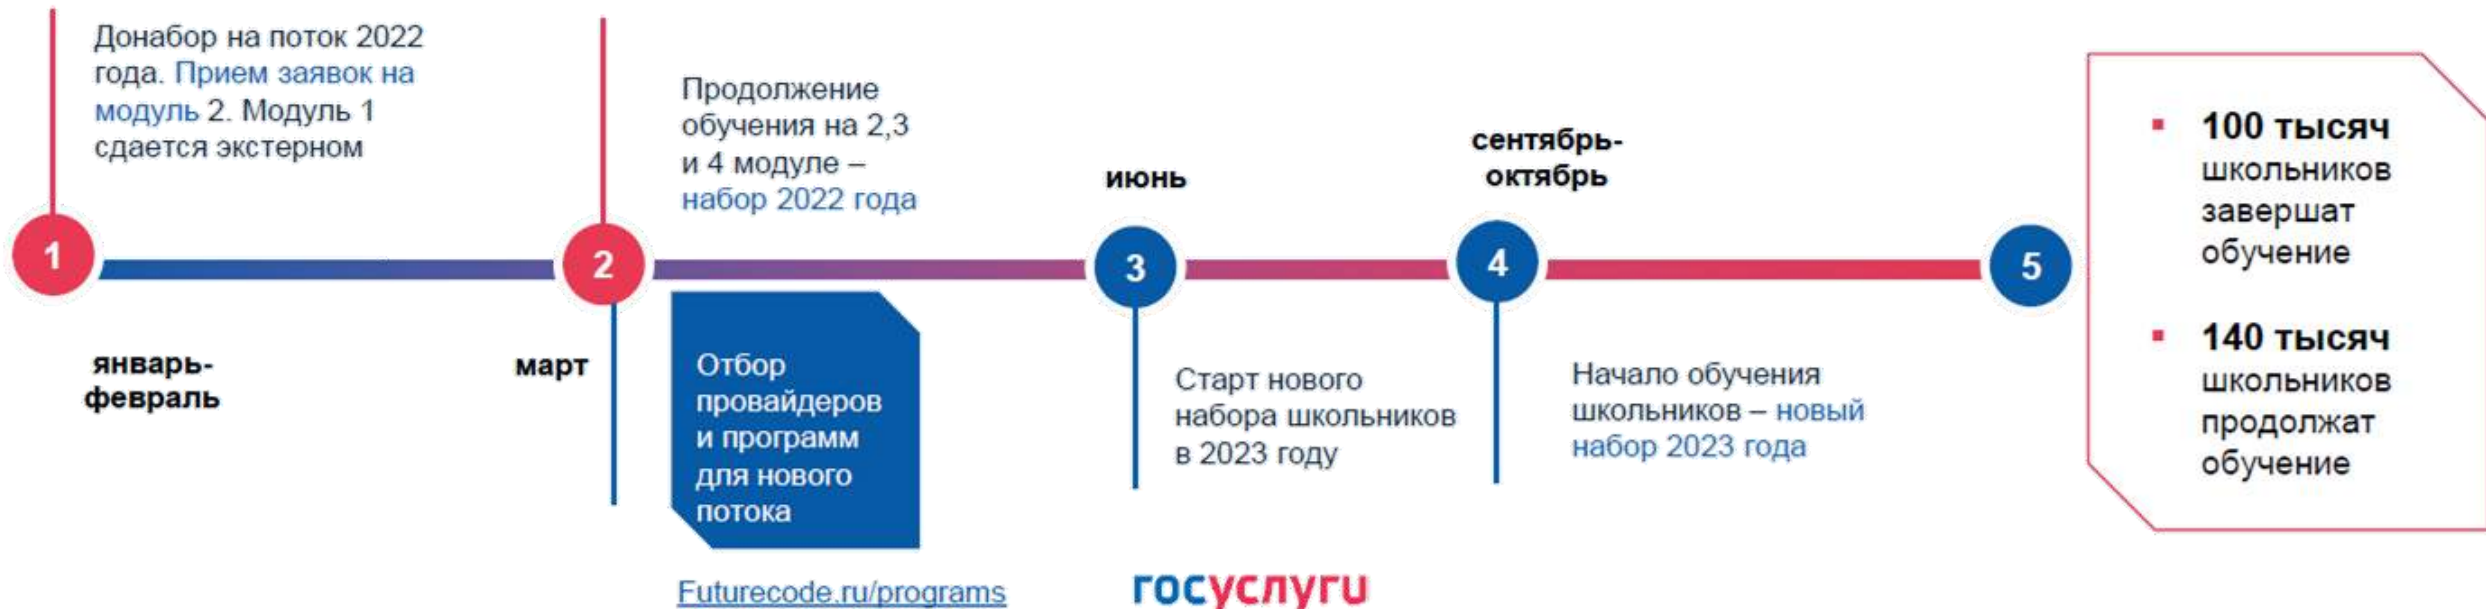 Донабор на поток 2022
года. Прием заявок на
модуль 2. Модуль 1
сдается экстерном
Продолжение
обучения на 2,3
и 4 модуле –
набор 2022 года
июнь
сентябрь-
октябрь
1
2
3
4
5
январь-
февраль
март
Отбор
провайдеров
и программ
для нового
потока
Старт нового
набора школьников
в 2023 году
Начало обучения
школьников – новый
набор 2023 года
▪ 100 тысяч
школьников
завершат
обучение
▪ 140 тысяч
школьников
продолжат
обучение
Futurecode.ru/programs
госуслуги